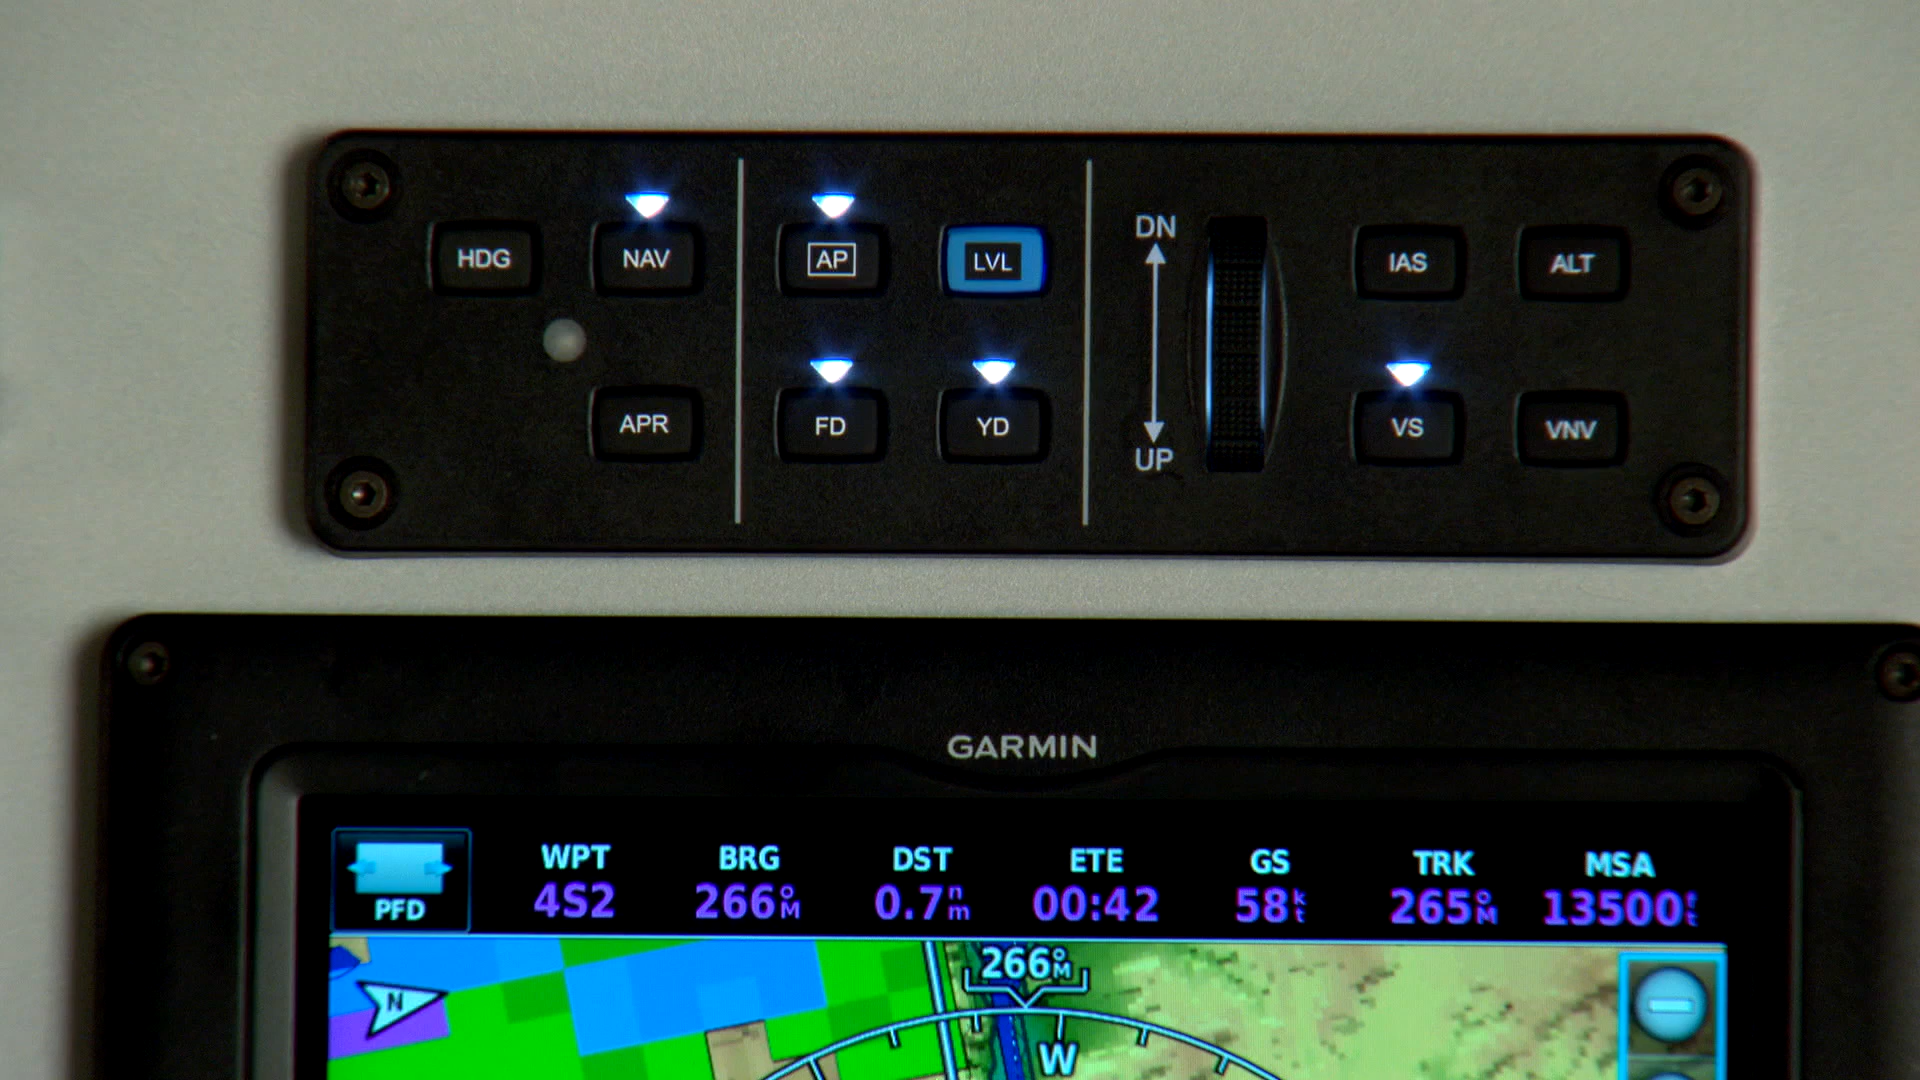 HDG NAV AP LVL DN IAS ALT
APR FD YD UP VS VNV
GARMIN
PFD
WPT BRG DST ETE GS TRK MSA
4S2 266°M 0.7nm 00:42 58kt 265°M 13500ft
266°M
N
W